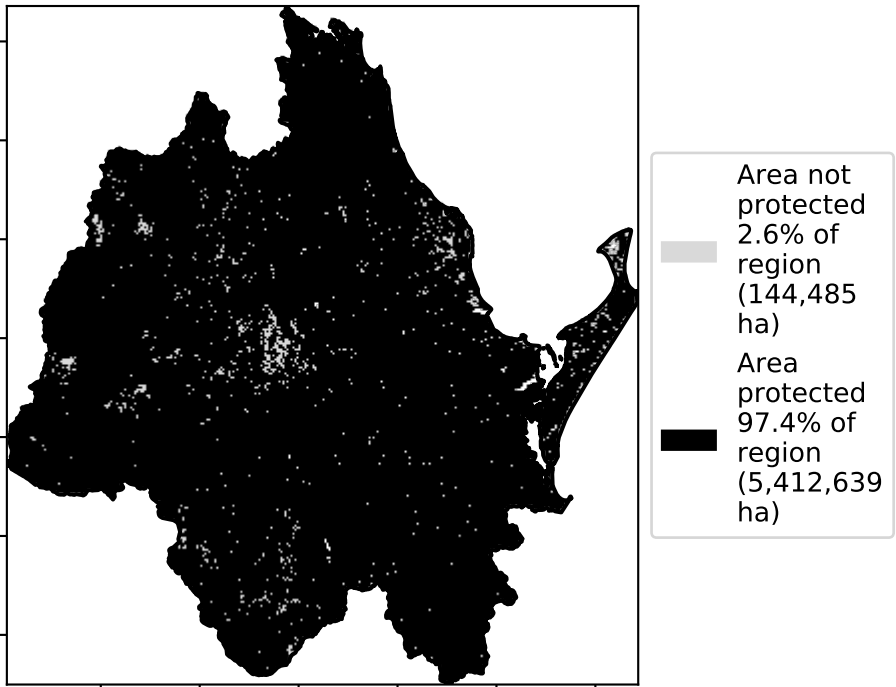 Area not
protected
2.6% of
region
(144,485
ha)
Area
protected
97.4% of
region
(5,412,639
ha)